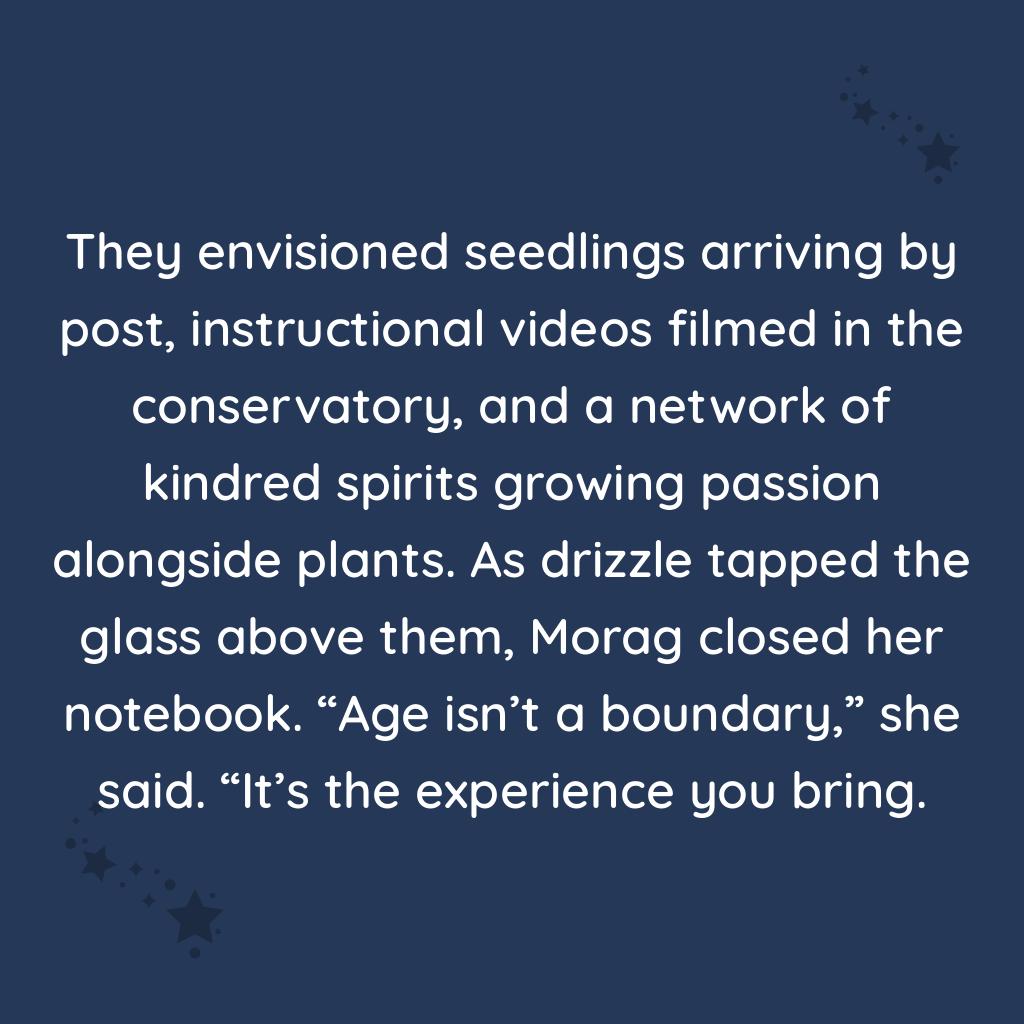 They envisioned seedlings arriving by
post, instructional videos filmed in the
conservatory, and a network of
kindred spirits growing passion
alongside plants. As drizzle tapped the
glass above them, Morag closed her
notebook. “Age isn’t a boundary,” she
said. “It’s the experience you bring.